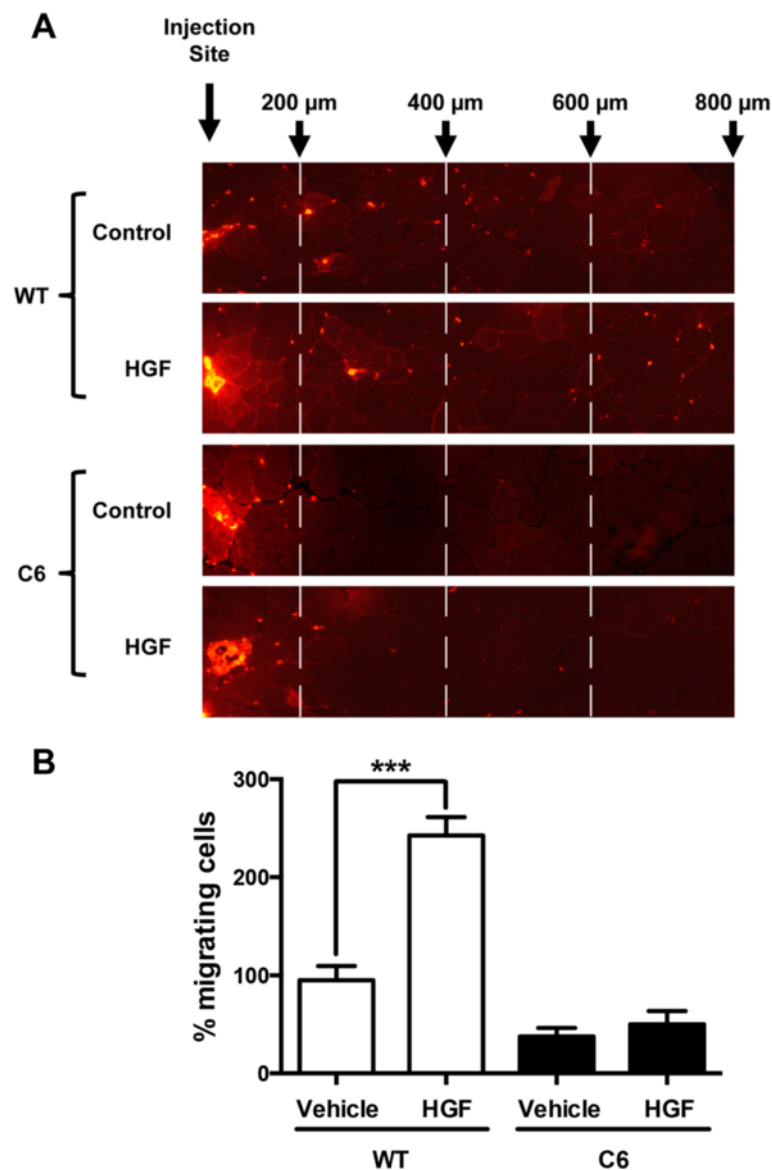 A
Injection
Site
200 μm 400 μm 600 μm 800 μm
Control
WT
HGF
Control
C6
HGF
B
***
300
200
100
0
% migrating cells
Vehicle HGF Vehicle HGF
WT C6